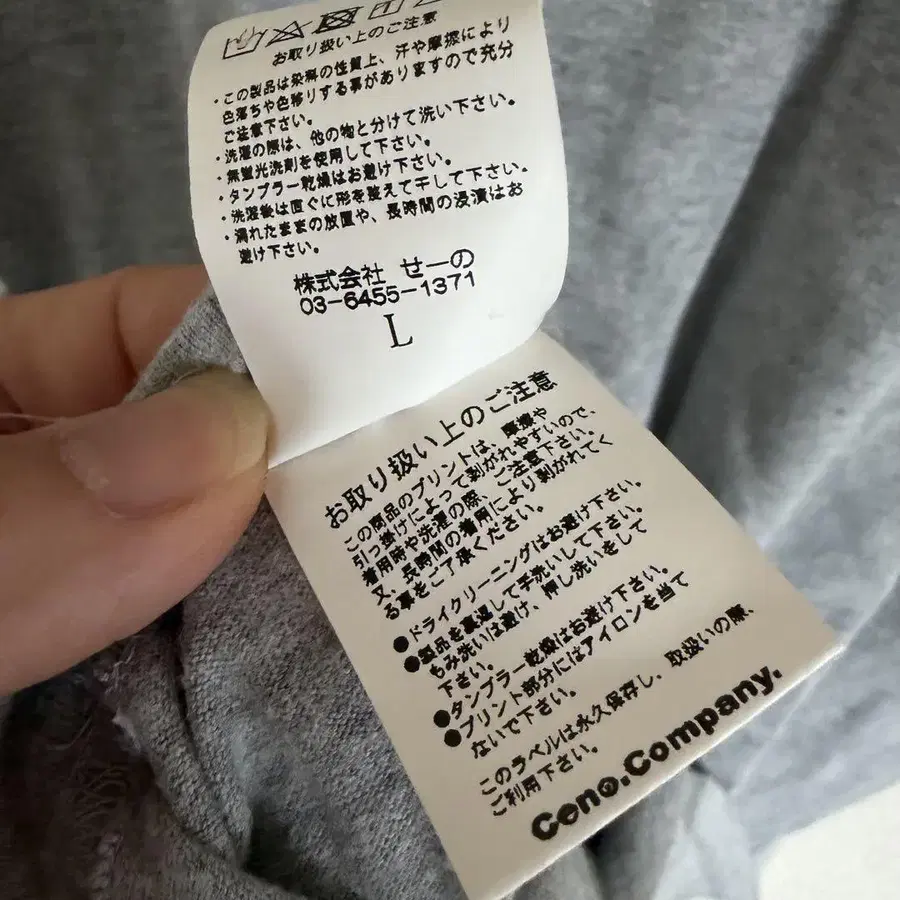 お取り扱い上のご注意
・この製品は染料の性質上、汗や摩擦により
色落ちや色移りする事がありますので充分
ご注意下さい。
・洗濯の際は、他の物と分けて洗い下さい。
・無蛍光洗剤を使用して下さい。
・タンブラー乾燥はお避け下さい。
・洗濯後は直ぐに形を整えて干して下さい。
・濡れたままの放置や、長時間の浸漬はお
避け下さい。
株式会社 せーの
03-6455-1371
L
お取り扱い上のご注意
この商品のプリントは、摩擦や
引っ掛けによって剥がれやすいので、
着用時や洗濯の際、ご注意下さい。
又、長時間の着用により剥がれてく
る事をご了承ください。
●ドライクリーニングはお避け下さい。
●製品を裏返して手洗いして下さい。
もみ洗いは避け、押し洗いをして
下さい。
●タンブラー乾燥はお避け下さい。
●プリント部分にはアイロンを当て
ないで下さい。
このラベルは永久保存し、取扱いの際、
ご利用下さい。
Ceno.Company.